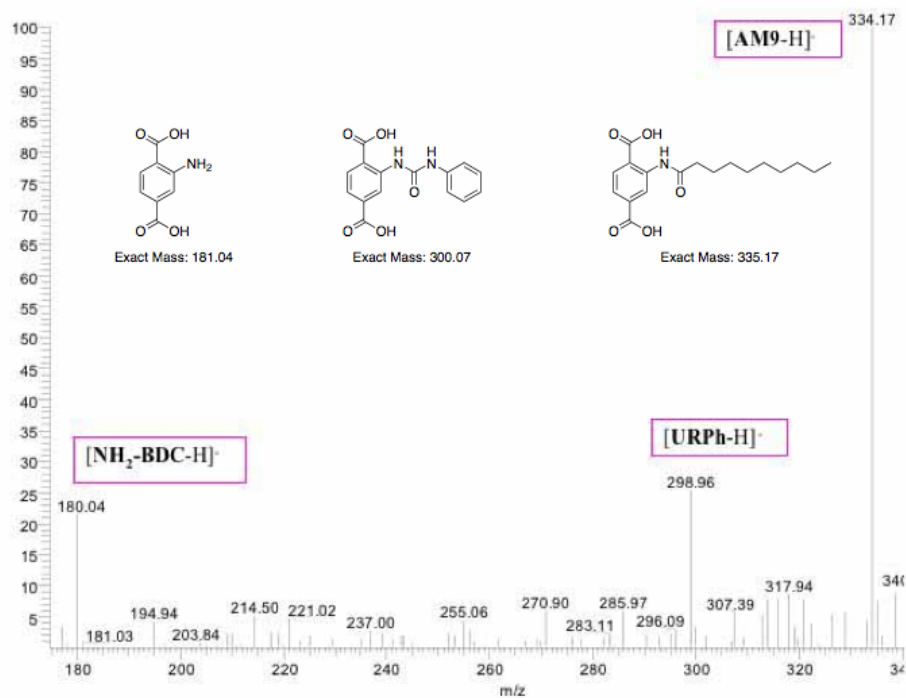 334.17
[AM9-H]-
100
95
90
85
80
75
70
65
60
55
50
45
40
35
30
25
20
15
10
5
O OH
NH2
O OH
Exact Mass: 181.04
O OH
H H
N N
O
O OH
Exact Mass: 300.07
O OH
H
N
O
O OH
Exact Mass: 335.17
[NH2-BDC-H]-
[URPh-H]-
180.04
298.96
194.94
181.03
203.84
214.50
221.02
237.00
255.06
270.90
283.11
285.97
296.09
307.39
317.94
340
180 200 220 240 260 280 300 320 34
m/z